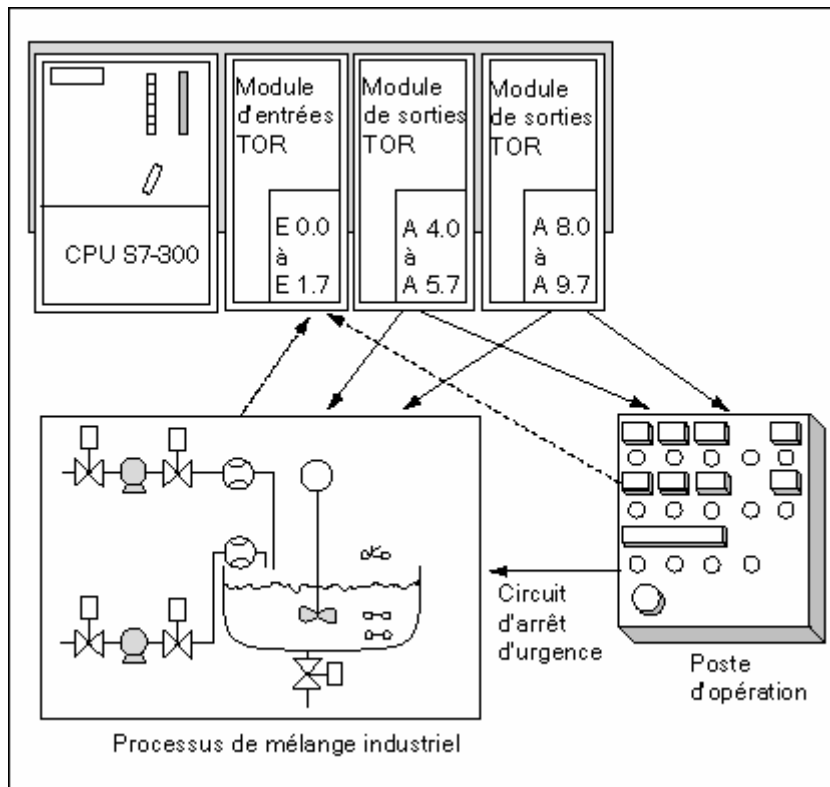 CPU S7-300
Module
d'entrées
TOR
E 0.0
à
E 1.7
Module
de sorties
TOR
A 4.0
à
A 5.7
Module
de sorties
TOR
A 8.0
à
A 9.7
Circuit
d'arrêt
d'urgence
Poste
d'opération
Processus de mélange industriel